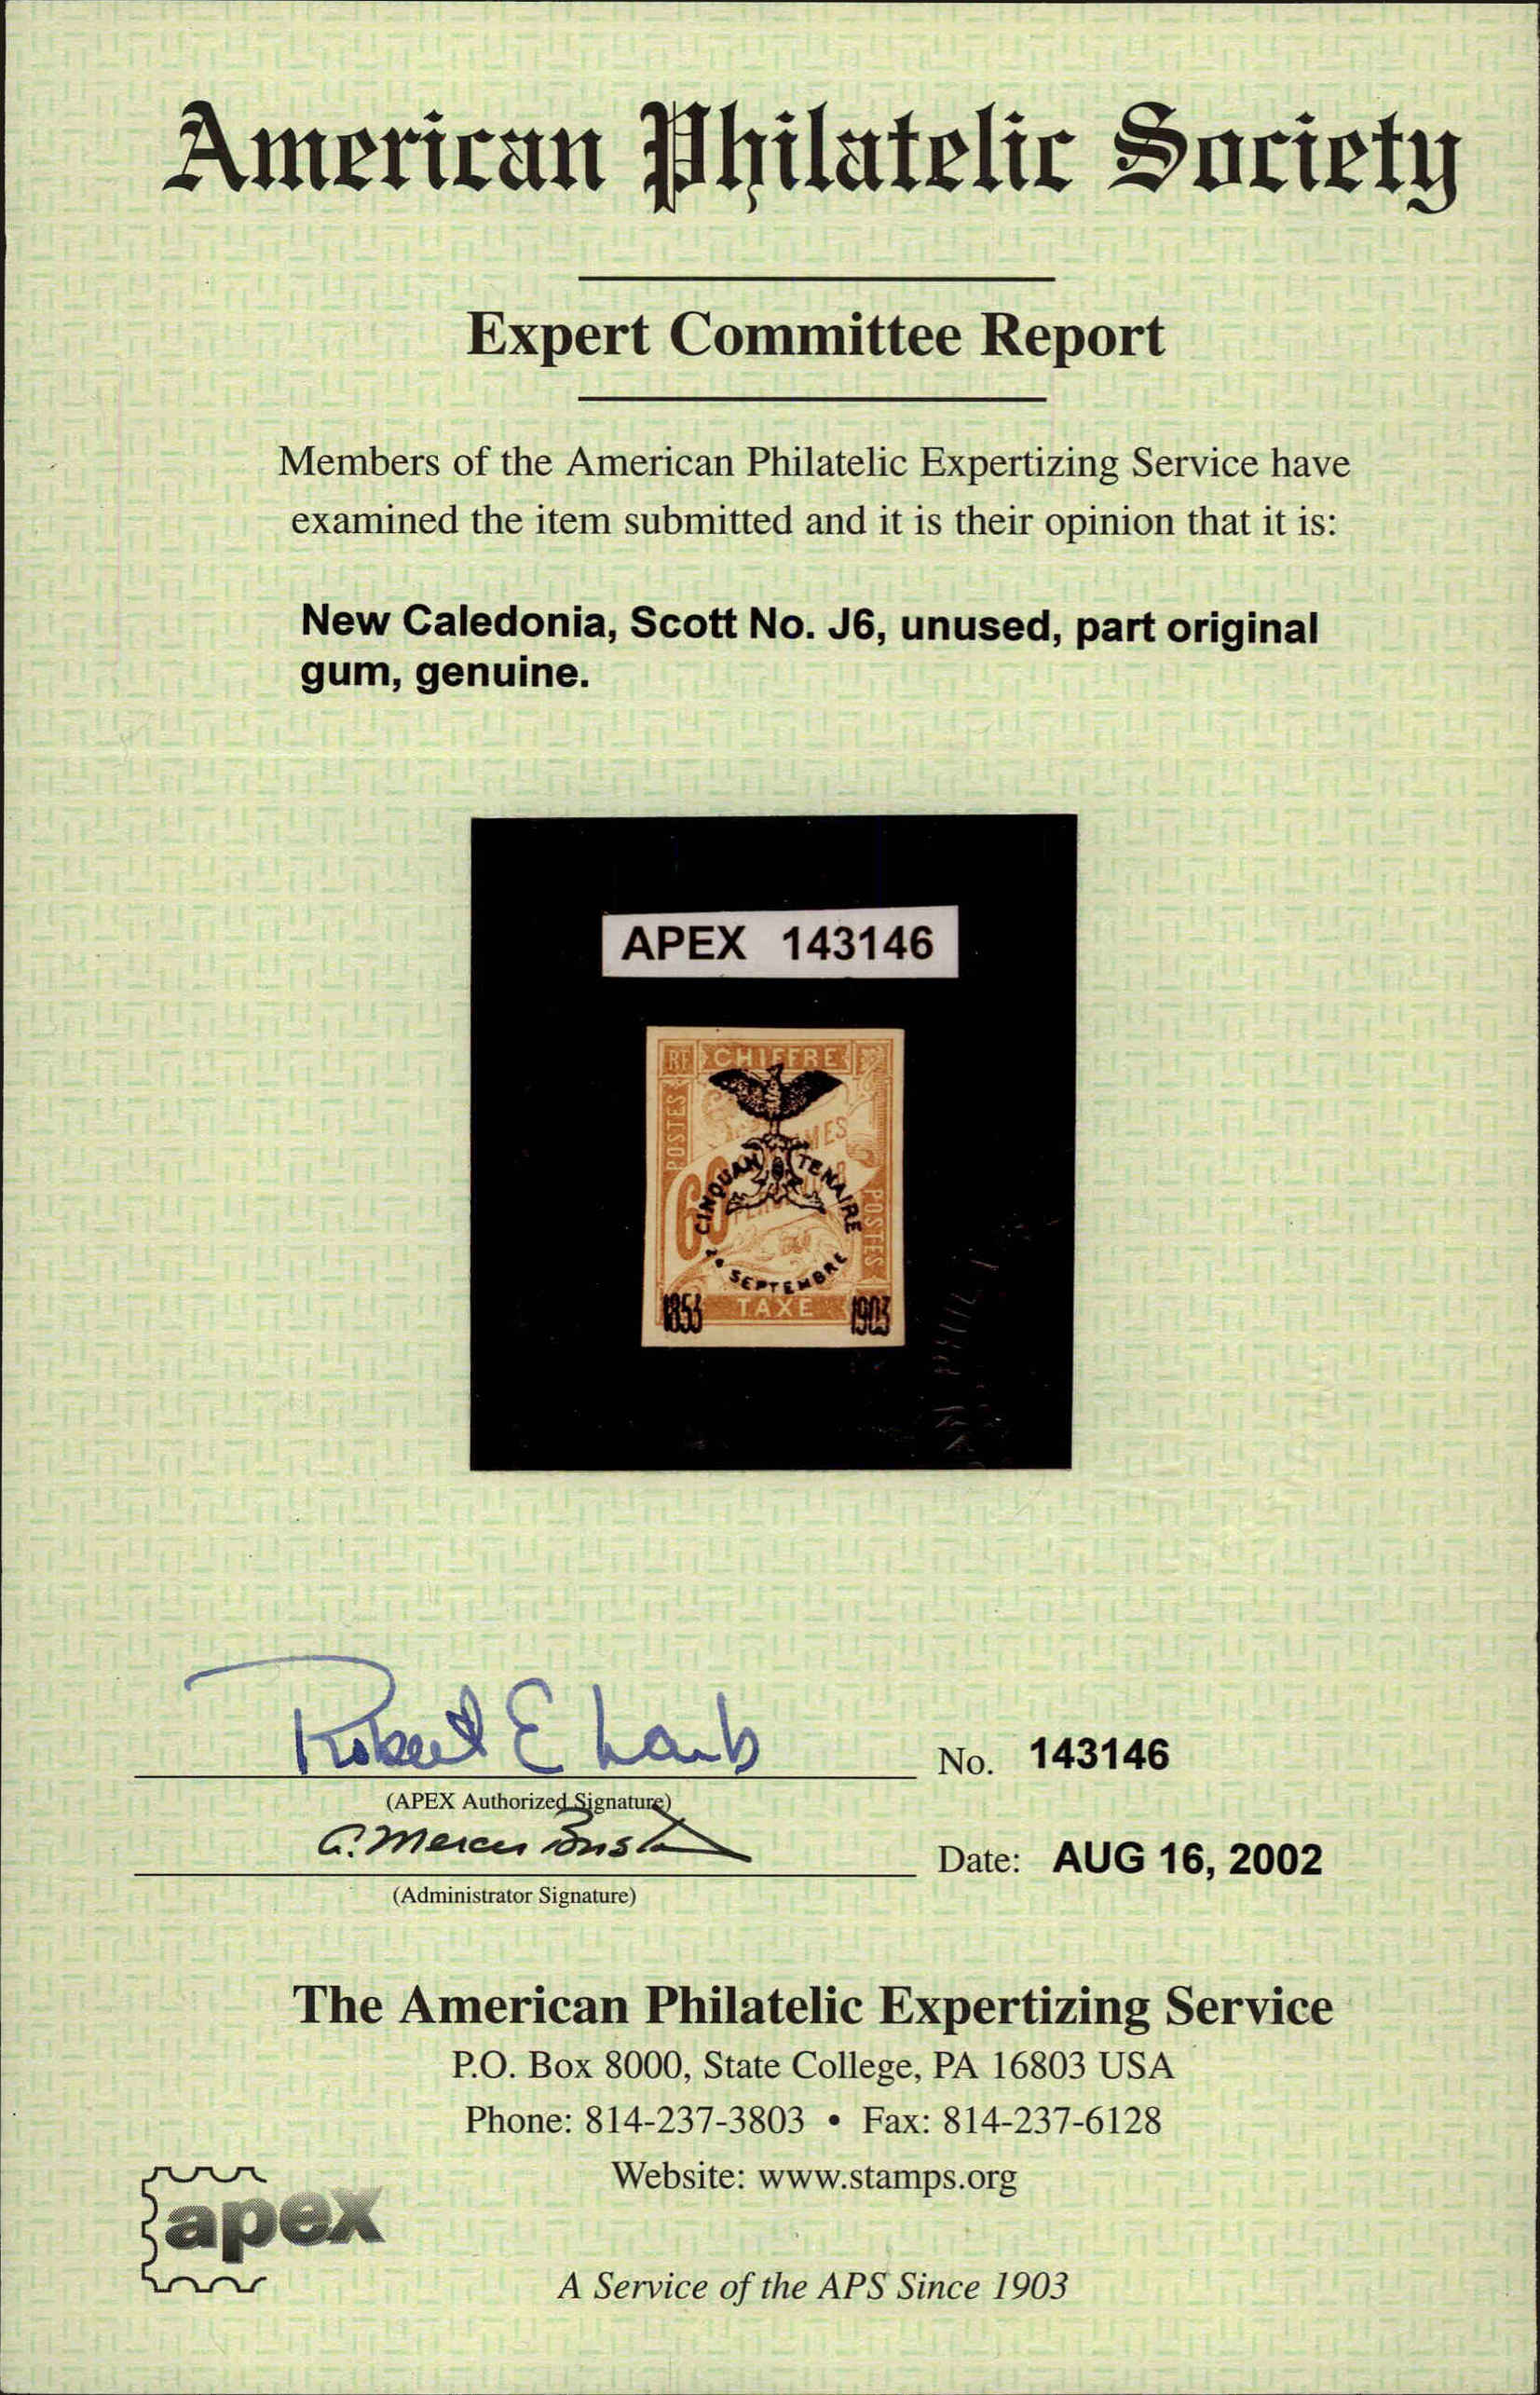 American Philatelic Society
Expert Committee Report
Members of the American Philatelic Expertizing Service have
examined the item submitted and it is their opinion that it is:
New Caledonia, Scott No. J6, unused, part original
gum, genuine.
APEX 143146
RF CHIFFRE
POSTES
CINQUANTENAIRE
POSTES
SEPTEMBRE
1853 TAXE 1903
Robert E Lamb
No. 143146
(APEX Authorized Signature)
Date: AUG 16, 2002
(Administrator Signature)
The American Philatelic Expertizing Service
P.O. Box 8000, State College, PA 16803 USA
Phone: 814-237-3803 • Fax: 814-237-6128
Website: www.stamps.org
apex
A Service of the APS Since 1903